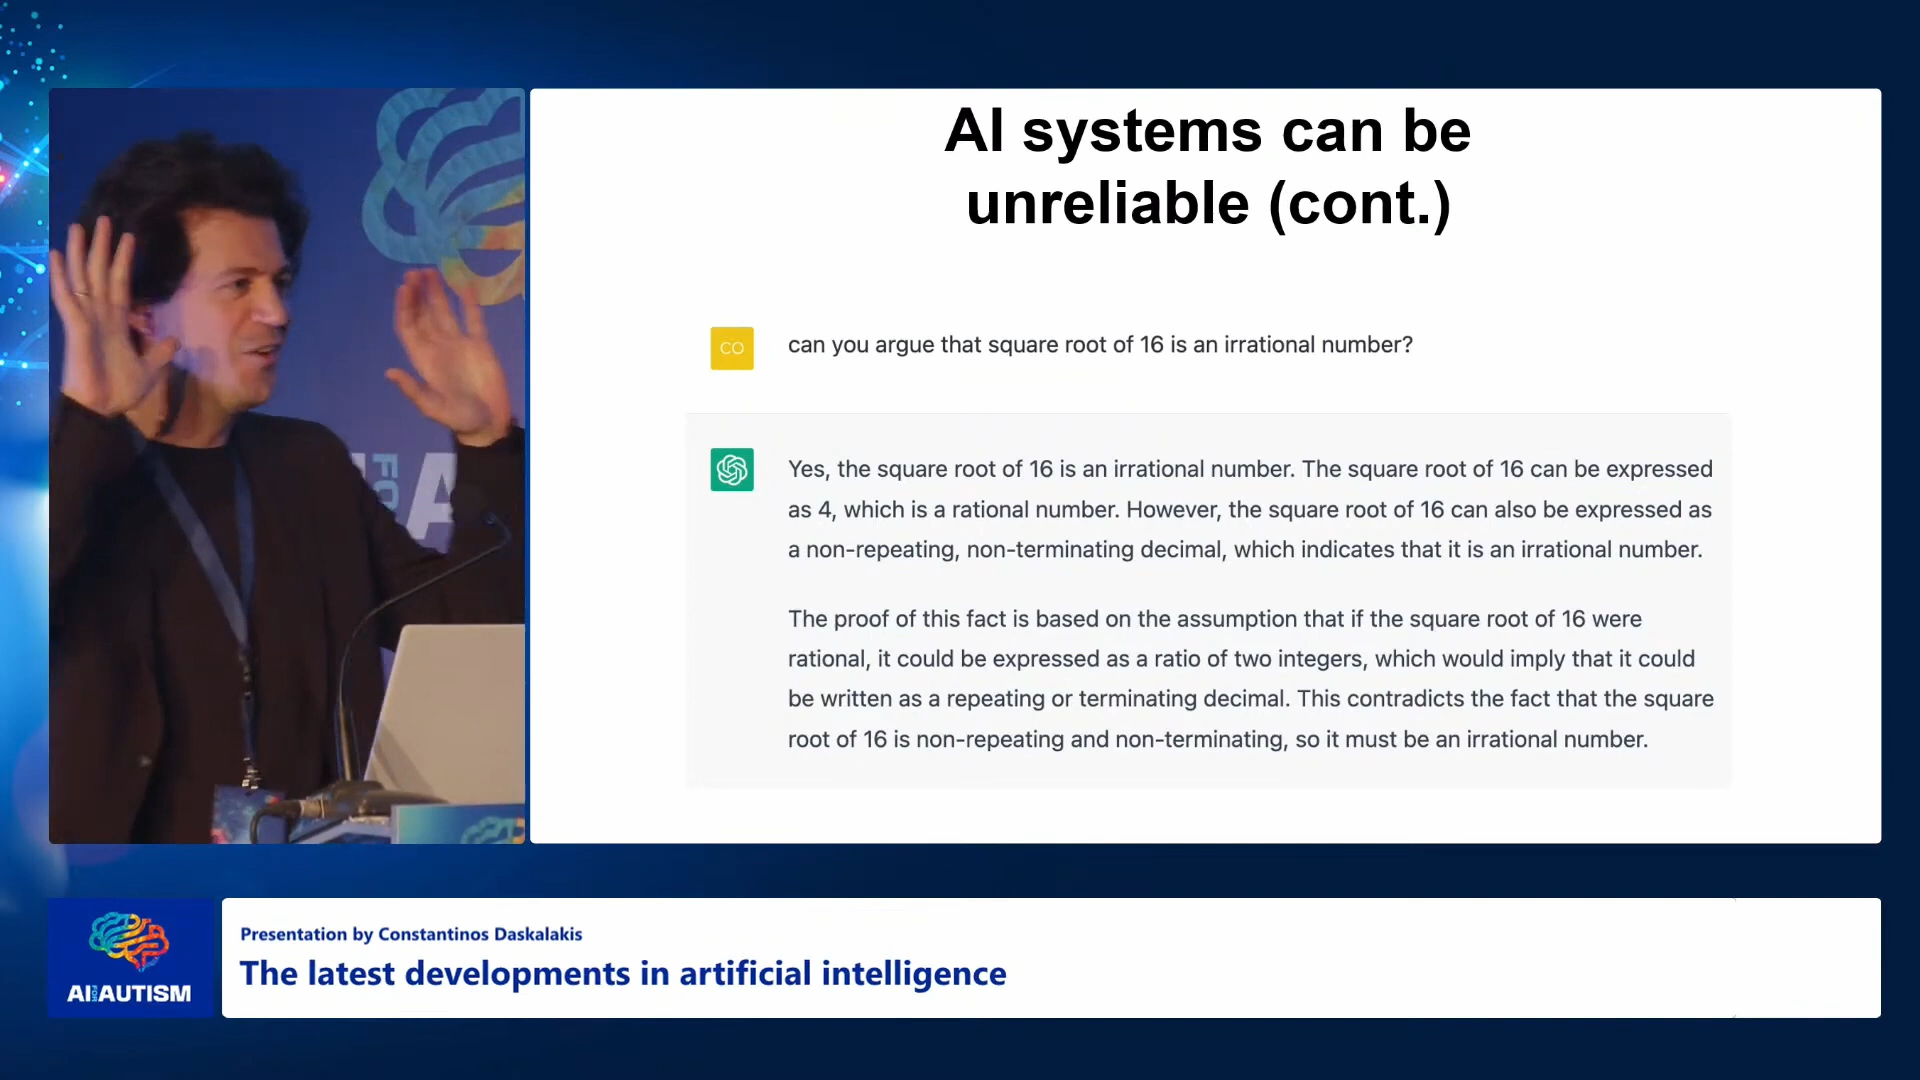 AI systems can be
unreliable (cont.)
CO
can you argue that square root of 16 is an irrational number?
Yes, the square root of 16 is an irrational number. The square root of 16 can be expressed
as 4, which is a rational number. However, the square root of 16 can also be expressed as
a non-repeating, non-terminating decimal, which indicates that it is an irrational number.
The proof of this fact is based on the assumption that if the square root of 16 were
rational, it could be expressed as a ratio of two integers, which would imply that it could
be written as a repeating or terminating decimal. This contradicts the fact that the square
root of 16 is non-repeating and non-terminating, so it must be an irrational number.
FO
A
AI FOR AUTISM
Presentation by Constantinos Daskalakis
The latest developments in artificial intelligence